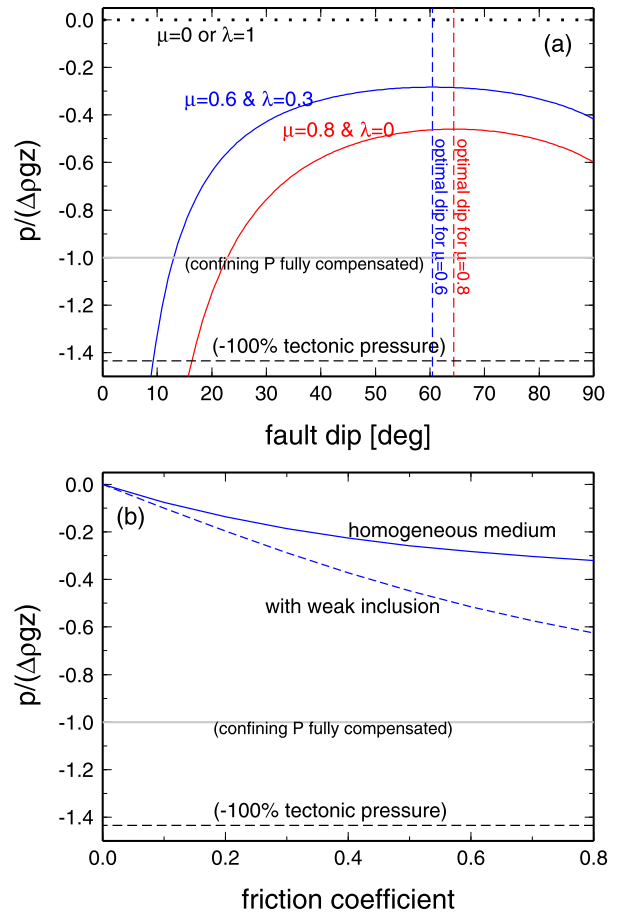 0.0
-0.2
-0.4
-0.6
-0.8
-1.0
-1.2
-1.4
p/(Δρgz)
(a)
μ=0 or λ=1
μ=0.6 & λ=0.3
μ=0.8 & λ=0
optimal dip for μ=0.6
optimal dip for μ=0.8
(confining P fully compensated)
(-100% tectonic pressure)
0 10 20 30 40 50 60 70 80 90
fault dip [deg]
0.0
-0.2
-0.4
-0.6
-0.8
-1.0
-1.2
-1.4
p/(Δρgz)
(b)
homogeneous medium
with weak inclusion
(confining P fully compensated)
(-100% tectonic pressure)
0.0 0.2 0.4 0.6 0.8
friction coefficient